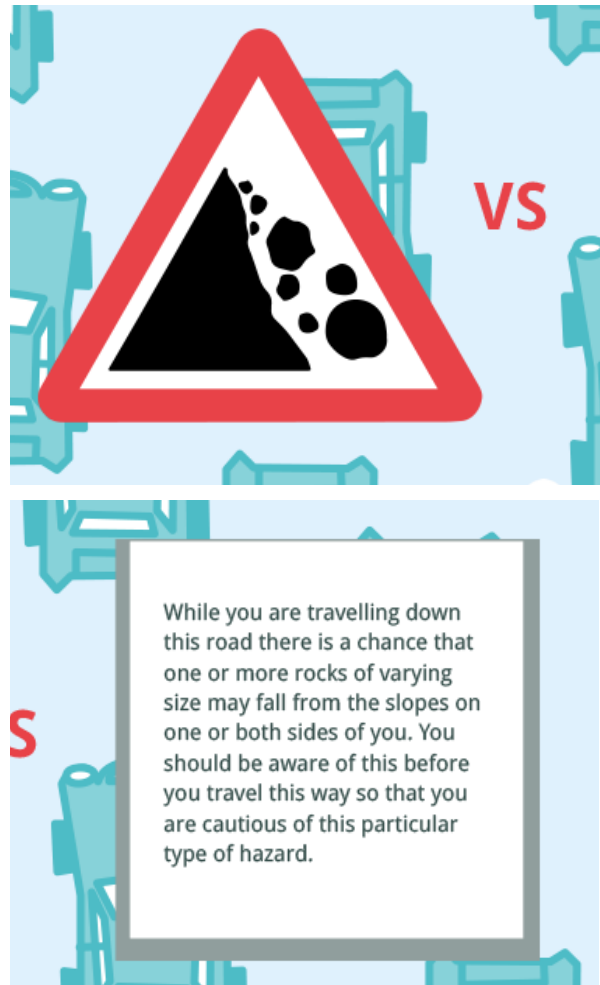 VS
S
While you are travelling down
this road there is a chance that
one or more rocks of varying
size may fall from the slopes on
one or both sides of you. You
should be aware of this before
you travel this way so that you
are cautious of this particular
type of hazard.